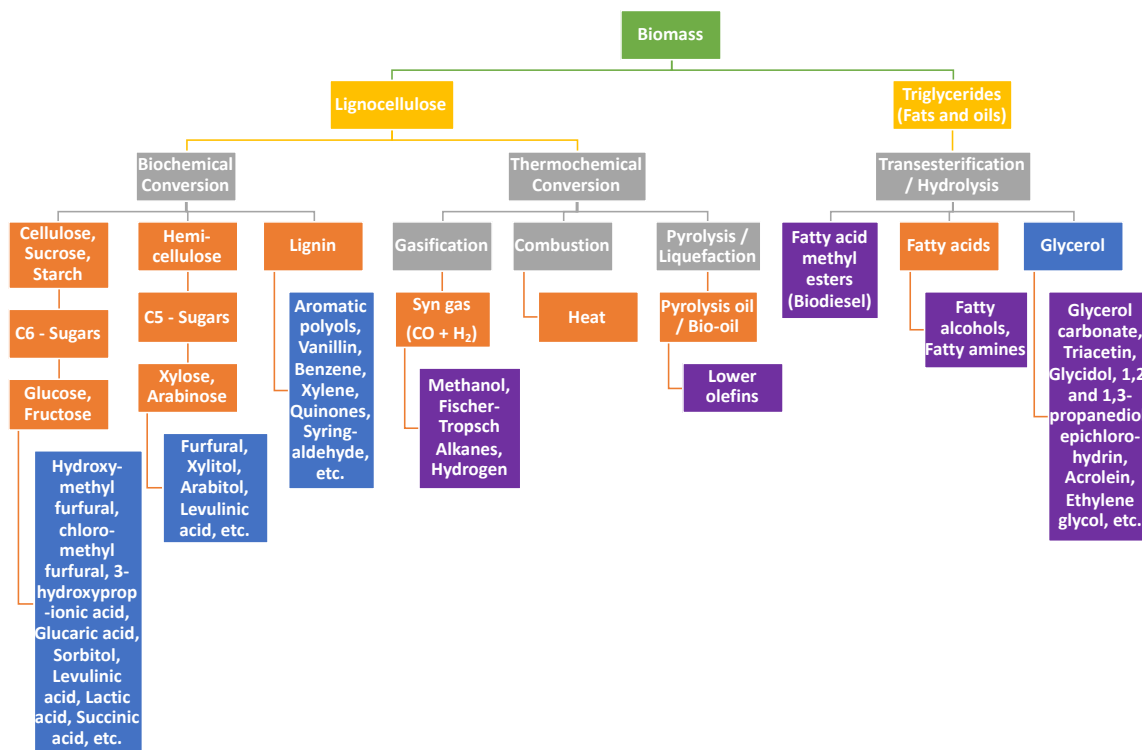 Biomass
Lignocellulose
Triglycerides
(Fats and oils)
Biochemical
Conversion
Thermochemical
Conversion
Transesterification
/ Hydrolysis
Cellulose,
Sucrose,
Starch
Hemi-
cellulose
Lignin
Gasification
Combustion
Pyrolysis /
Liquefaction
Fatty acid
methyl
esters
(Biodiesel)
Fatty acids
Glycerol
C6 - Sugars
C5 - Sugars
Aromatic
polyols,
Vanillin,
Benzene,
Xylene,
Quinones,
Syring-
aldehyde,
etc.
Syn gas
(CO + H₂)
Heat
Pyrolysis oil
/ Bio-oil
Fatty
alcohols,
Fatty amines
Glycerol
carbonate,
Triacetin,
Glycidol, 1,2
and 1,3-
propanedio
epichloro-
hydrin,
Acrolein,
Ethylene
glycol, etc.
Glucose,
Fructose
Xylose,
Arabinose
Methanol,
Fischer-
Tropsch
Alkanes,
Hydrogen
Lower
olefins
Hydroxy-
methyl
furfural,
chloro-
methyl
furfural, 3-
hydroxyprop
-ionic acid,
Glucaric acid,
Sorbitol,
Levulinic
acid, Lactic
acid, Succinic
acid, etc.
Furfural,
Xylitol,
Arabitol,
Levulinic
acid, etc.